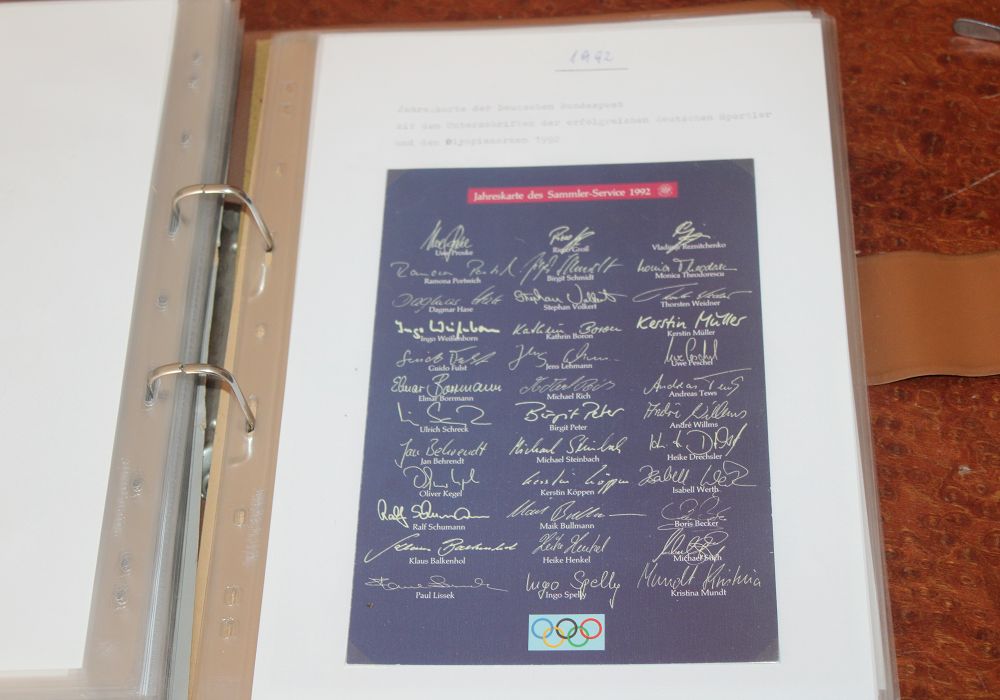 1992
Jahreskarte der Deutschen Bundespost
mit den Unterschriften der erfolgreichen deutschen Sportler
und den Olympia 1992
Jahreskarte des Sammler-Service 1992
Uwe Proske Ricco Groß Vladimir Reznitchenko
Ramona Portwich Birgit Schmidt Monica Theodorescu
Dagmar Hase Stephan Volkert Thorsten Weidner
Ingo Weißenborn Kathrin Boron Kerstin Müller
Guido Fulst Jens Lehmann Uwe Peschel
Elmar Borrmann Michael Rich Andreas Tews
Ulrich Schreck Birgit Peter André Willms
Jan Behrendt Michael Steinbach Heike Drechsler
Oliver Kegel Kerstin Köppen Isabell Werth
Ralf Schumann Maik Bullmann Boris Becker
Klaus Balkenhol Heike Henkel Michael Stich
Paul Lissek Ingo Spelly Kristina Mundt